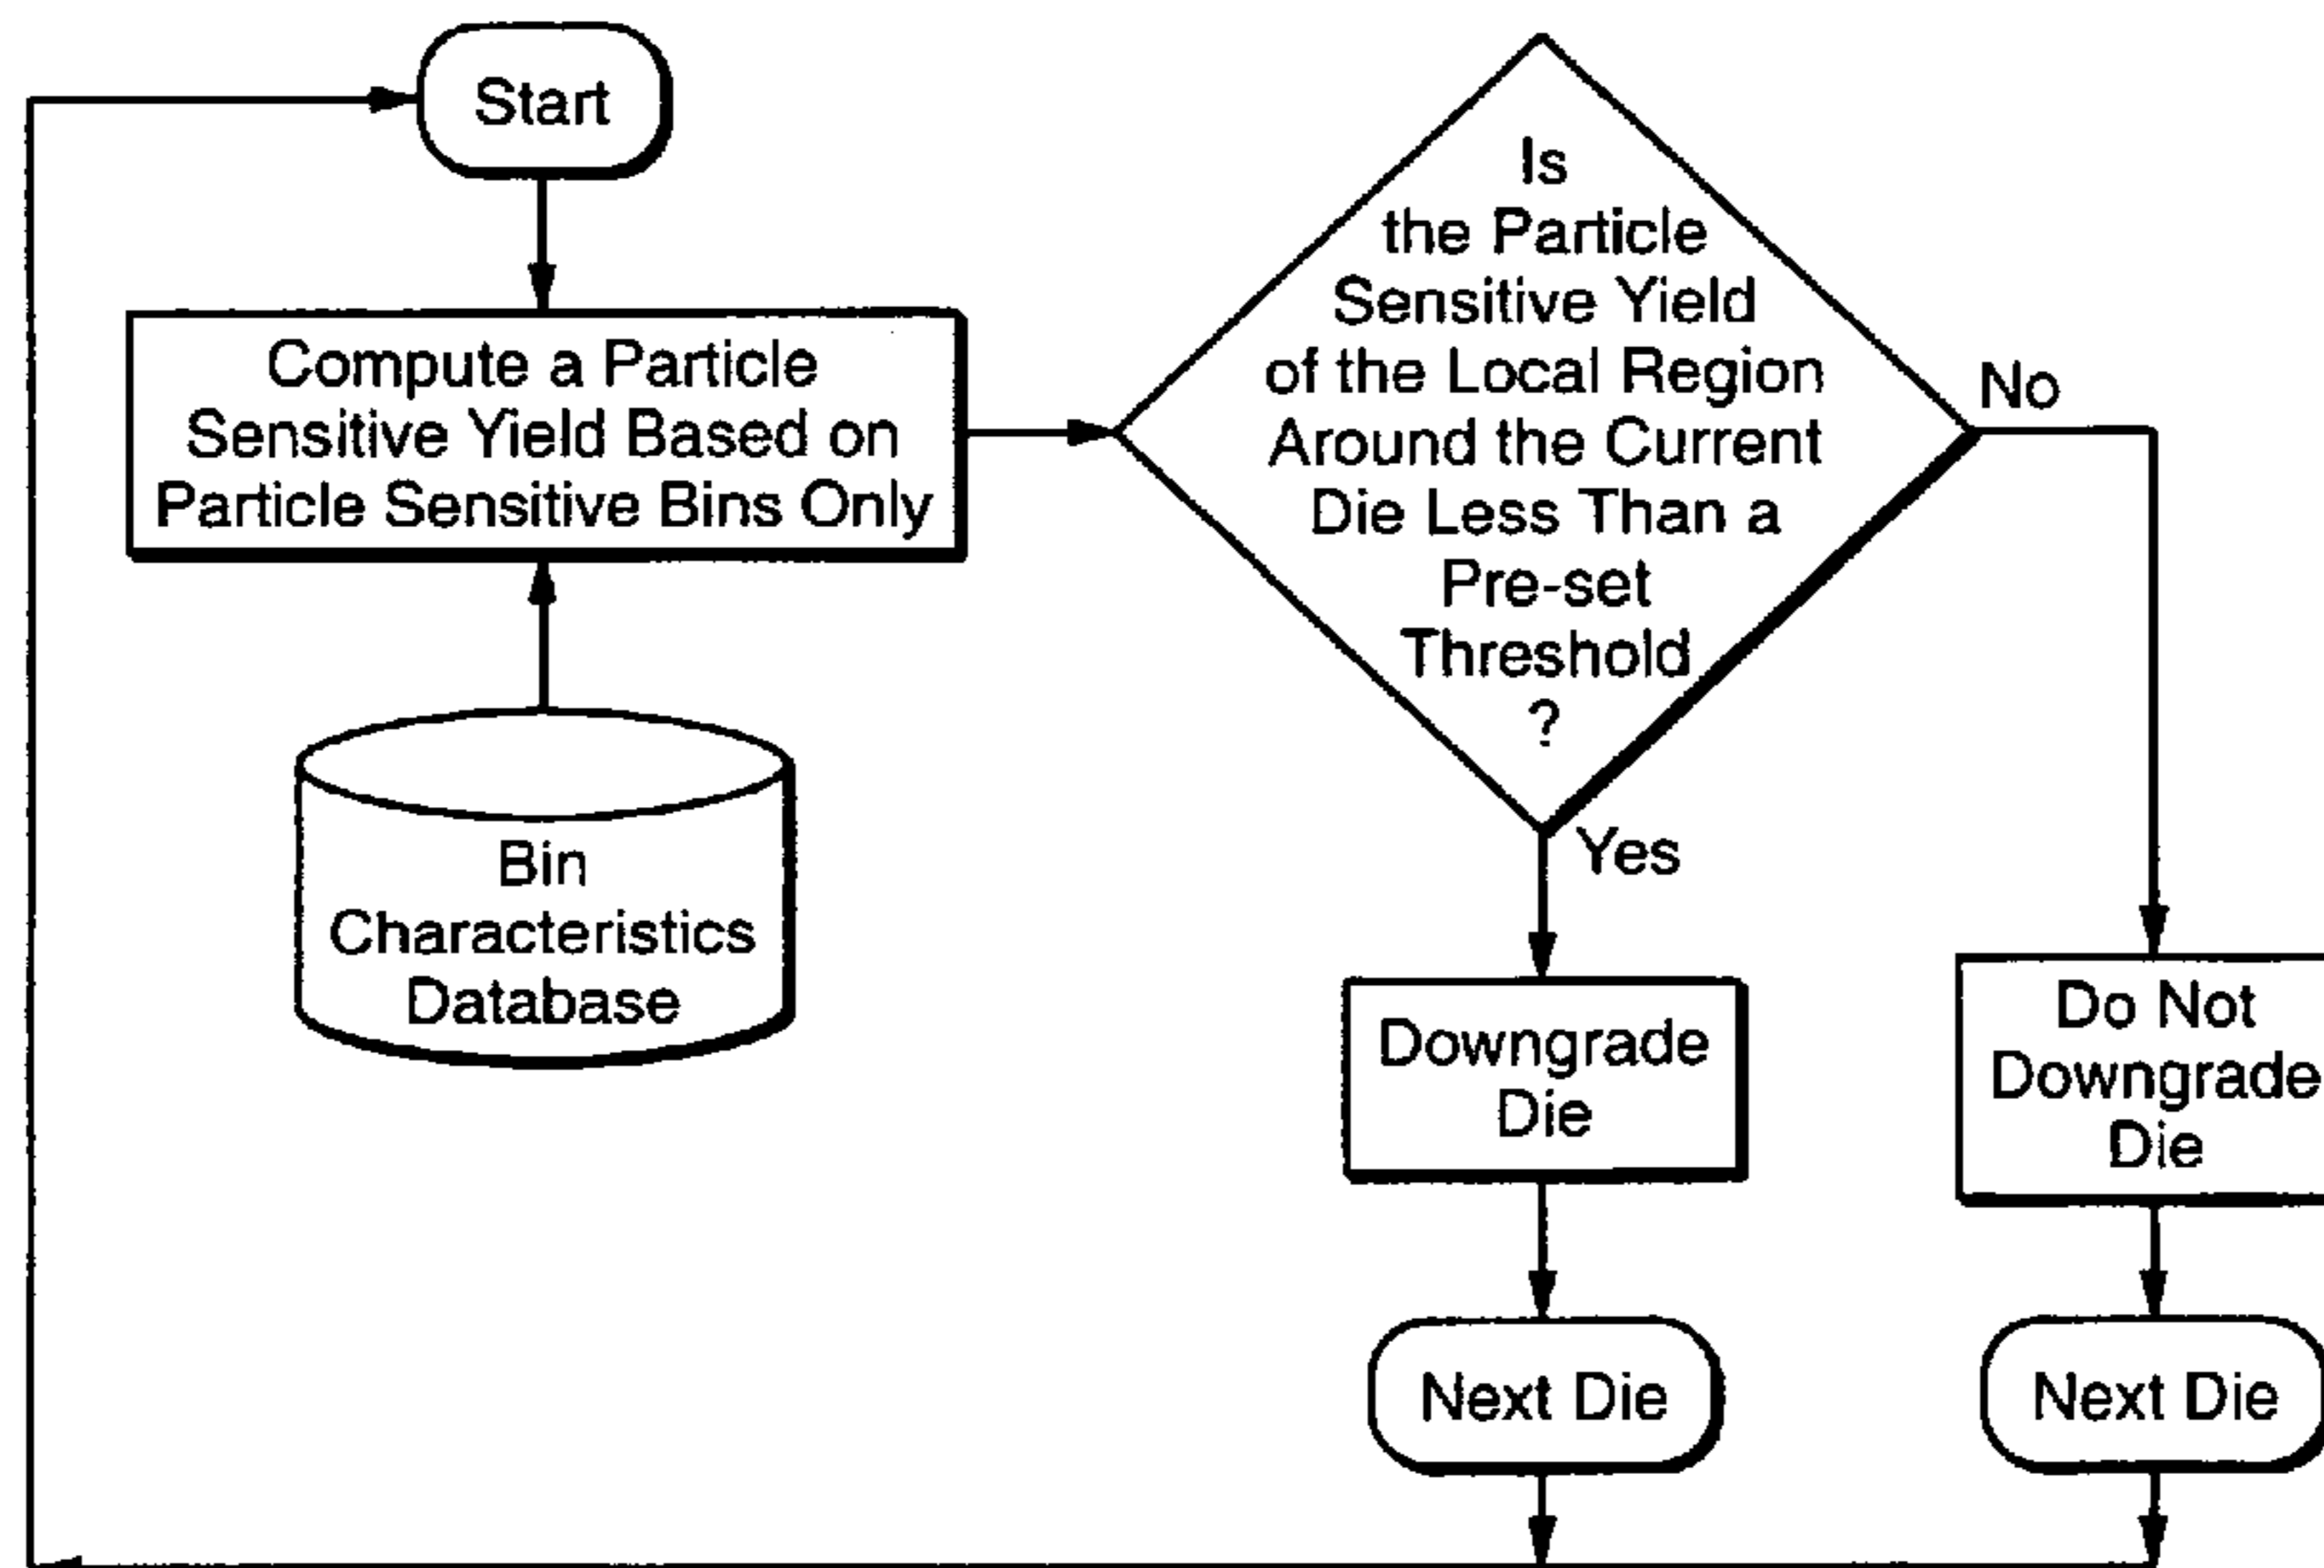 Start
Compute a Particle
Sensitive Yield Based on
Particle Sensitive Bins Only
Bin
Characteristics
Database
Is
the Particle
Sensitive Yield
of the Local Region
Around the Current
Die Less Than a
Pre-set
Threshold
?
No
Yes
Downgrade
Die
Do Not
Downgrade
Die
Next Die
Next Die